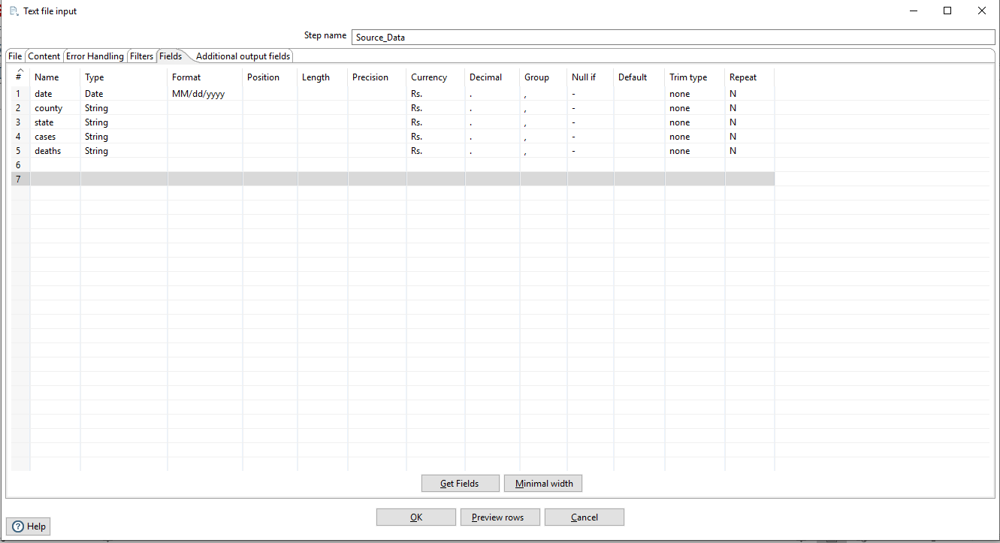 Text file input
Step name Source_Data
File Content Error Handling Filters Fields Additional output fields
# Name Type Format Position Length Precision Currency Decimal Group Null if Default Trim type Repeat
1 date Date MM/dd/yyyy Rs. . , - none N
2 county String Rs. . , - none N
3 state String Rs. . , - none N
4 cases String Rs. . , - none N
5 deaths String Rs. . , - none N
6
7
Get Fields Minimal width
OK Preview rows Cancel
Help